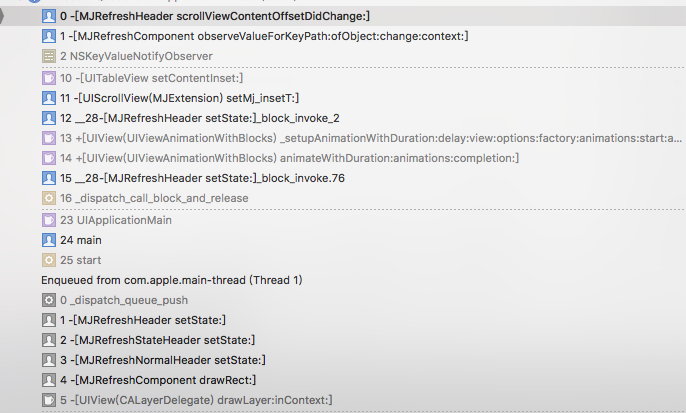 0 -[MJRefreshHeader scrollViewContentOffsetDidChange:]
1 -[MJRefreshComponent observeValueForKeyPath:ofObject:change:context:]
2 NSKeyValueNotifyObserver
10 -[UITableView setContentInset:]
11 -[UIScrollView(MJExtension) setMj_insetT:]
12 __28-[MJRefreshHeader setState:]_block_invoke_2
13 +[UIView(UIViewAnimationWithBlocks) _setupAnimationWithDuration:delay:view:options:factory:animations:start:a...
14 +[UIView(UIViewAnimationWithBlocks) animateWithDuration:animations:completion:]
15 __28-[MJRefreshHeader setState:]_block_invoke.76
16 _dispatch_call_block_and_release
23 UIApplicationMain
24 main
25 start
Enqueued from com.apple.main-thread (Thread 1)
0 _dispatch_queue_push
1 -[MJRefreshHeader setState:]
2 -[MJRefreshStateHeader setState:]
3 -[MJRefreshNormalHeader setState:]
4 -[MJRefreshComponent drawRect:]
5 -[UIView(CALayerDelegate) drawLayer:inContext:]